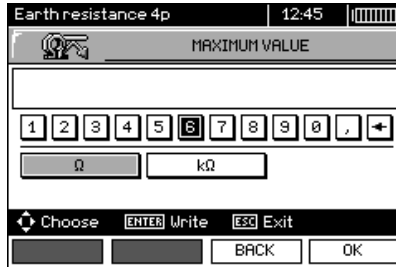 Earth resistance 4p 12:45
MAXIMUM VALUE
1 2 3 4 5 6 7 8 9 0 , ←
Ω kΩ
Choose ENTER Write ESC Exit
BACK OK